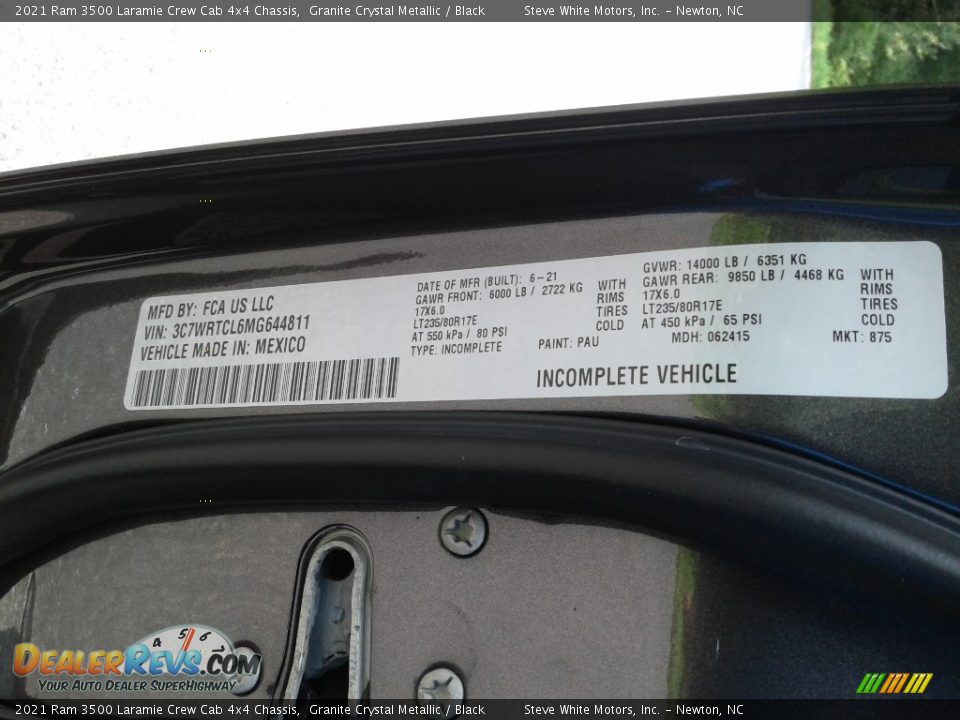 2021 Ram 3500 Laramie Crew Cab 4x4 Chassis, Granite Crystal Metallic / Black Steve White Motors, Inc. – Newton, NC
MFD BY: FCA US LLC
VIN: 3C7WRTCL6MG644811
VEHICLE MADE IN: MEXICO
DATE OF MFR (BUILT): 6-21
GAWR FRONT: 6000 LB / 2722 KG WITH
17X6.0 RIMS
LT235/80R17E TIRES
AT 550 kPa / 80 PSI COLD
TYPE: INCOMPLETE PAINT: PAU
GVWR: 14000 LB / 6351 KG
GAWR REAR: 9850 LB / 4468 KG WITH
17X6.0 RIMS
LT235/80R17E TIRES
AT 450 kPa / 65 PSI COLD
MDH: 062415 MKT: 875
INCOMPLETE VEHICLE
4 5 6
DEALERREVS.COM
YOUR AUTO DEALER SUPERHIGHWAY
2021 Ram 3500 Laramie Crew Cab 4x4 Chassis, Granite Crystal Metallic / Black Steve White Motors, Inc. – Newton, NC